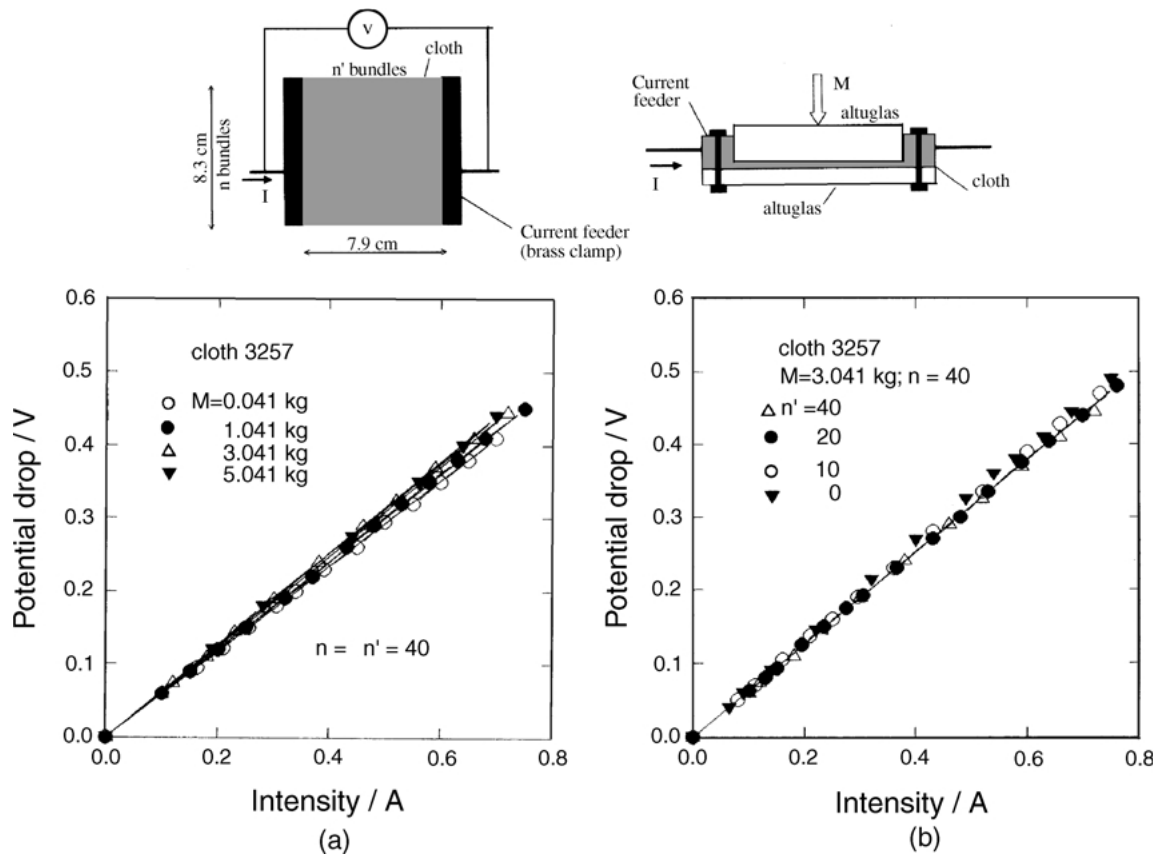 V
cloth
n' bundles
8.3 cm
n bundles
I
7.9 cm
Current feeder
(brass clamp)
Current
feeder
M
altuglas
I
cloth
altuglas
0.6
0.5
0.4
0.3
0.2
0.1
0.0
Potential drop / V
cloth 3257
M=0.041 kg
1.041 kg
3.041 kg
5.041 kg
n = n' = 40
0.0 0.2 0.4 0.6 0.8
Intensity / A
(a)
0.6
0.5
0.4
0.3
0.2
0.1
0.0
Potential drop / V
cloth 3257
M=3.041 kg; n = 40
n' = 40
20
10
0
0.0 0.2 0.4 0.6 0.8
Intensity / A
(b)